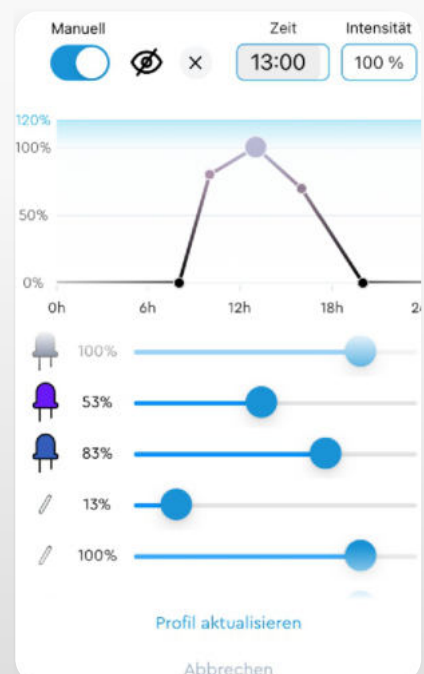 Manuell Zeit Intensität
13:00 100 %
120%
100%
50%
0%
0h 6h 12h 18h 24
100%
53%
83%
13%
100%
Profil aktualisieren
Abbrechen